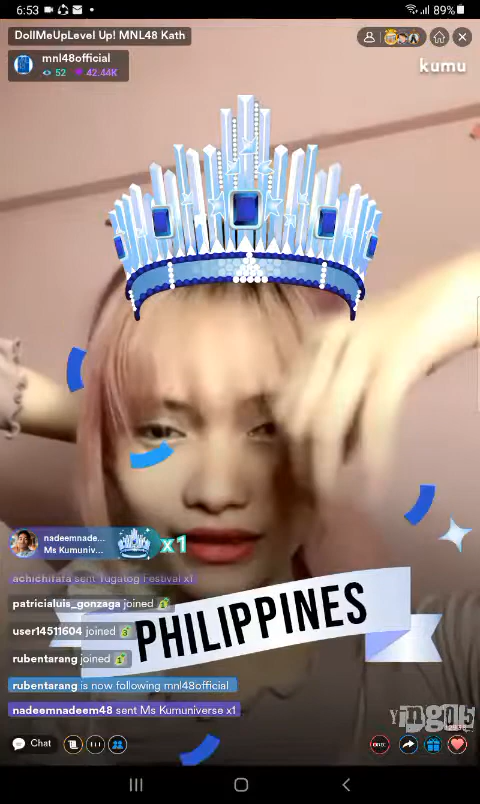 6:53
89%
DollMeUpLevel Up! MNL48 Kath
mnl48official
52 42.44K
kumu
nadeemnade...
Ms Kumuniv...
x1
achichifafa sent Tugatog Festival x1
patricialuis_gonzaga joined
user14511604 joined
rubentarang joined
rubentarang is now following mnl48official
nadeemnadeem48 sent Ms Kumuniverse x1
PHILIPPINES
Chat